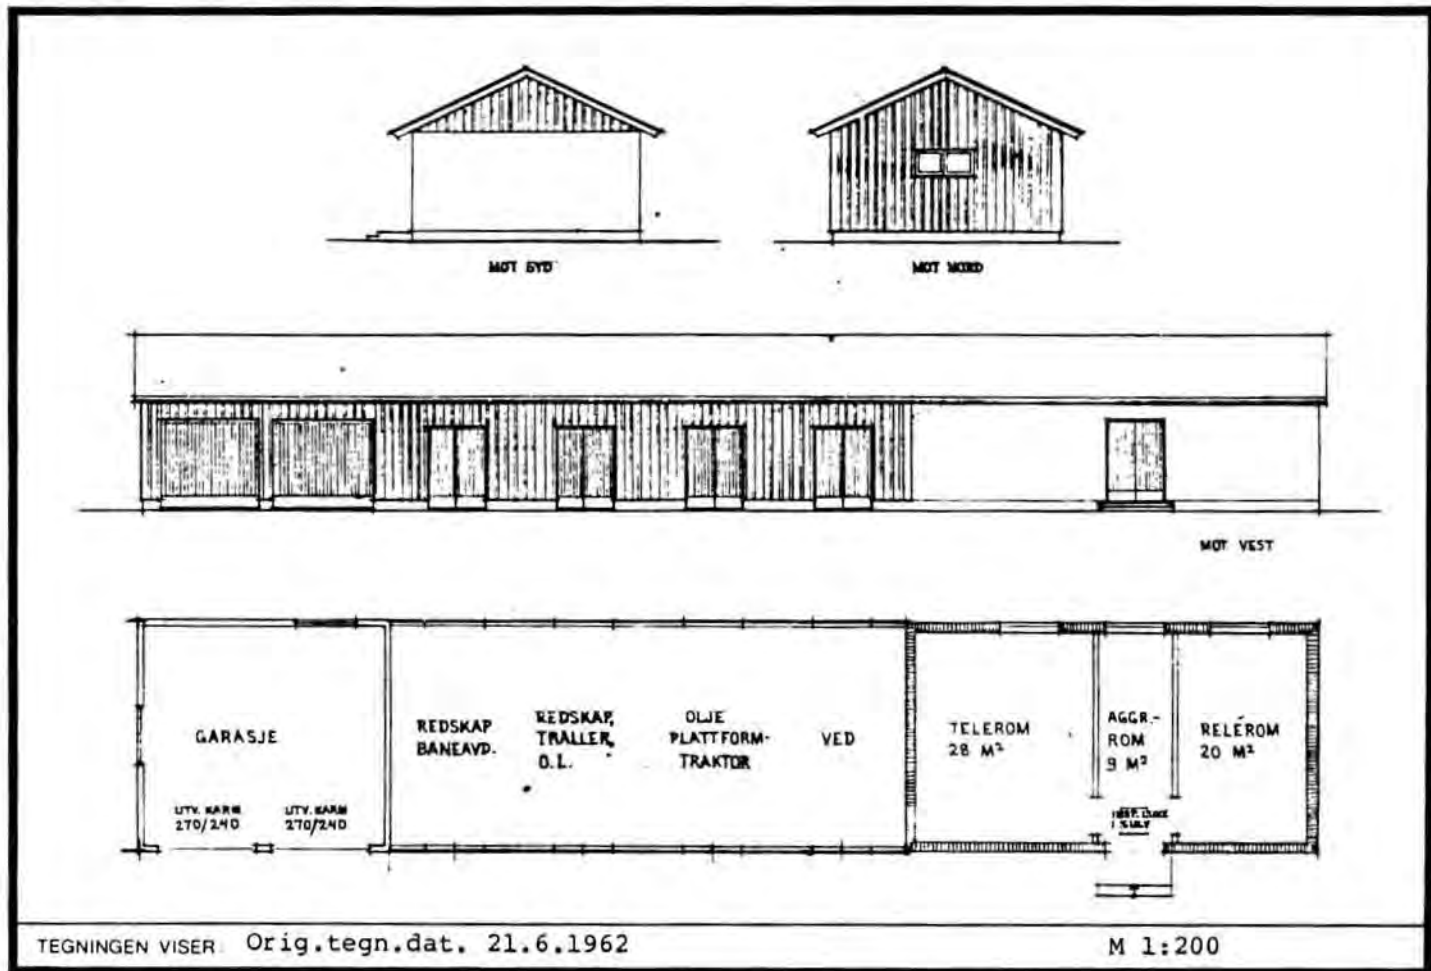 MOT SYD
MOT NORD
MOT VEST
GARASJE
UTV. KARM
270/240
UTV. KARM
270/240
REDSKAP
BANEAVD.
REDSKAP,
TRALLER,
O.L.
OLJE
PLATTFORM-
TRAKTOR
VED
TELEROM
28 M²
AGGR.-
ROM
9 M²
RELÉROM
20 M²
TEGNINGEN VISER: Orig.tegn.dat. 21.6.1962
M 1:200